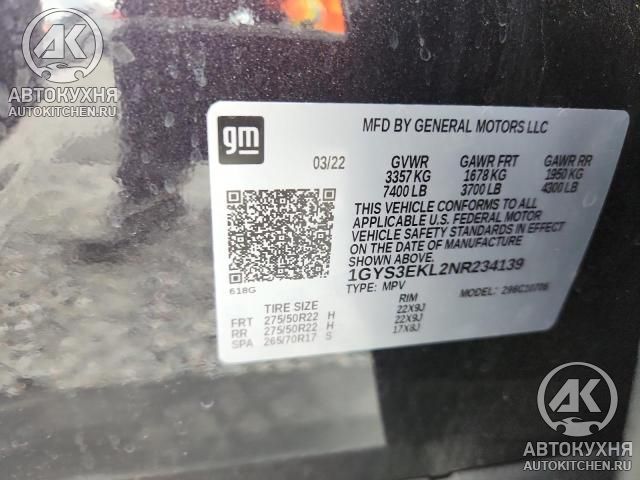 АВТОКУХНЯ
AUTOKITCHEN.RU
gm
MFD BY GENERAL MOTORS LLC
03/22 GVWR GAWR FRT GAWR RR
3357 KG 1678 KG 1950 KG
7400 LB 3700 LB 4300 LB
THIS VEHICLE CONFORMS TO ALL
APPLICABLE U.S. FEDERAL MOTOR
VEHICLE SAFETY STANDARDS
IN EFFECT ON THE DATE OF MANUFACTURE
SHOWN ABOVE.
1GYS3EKL2NR234139
618G
TYPE: MPV MODEL:
TIRE SIZE RIM
FRT 275/50R22 H 22X9J
RR 275/50R22 H 22X9J
SPA 265/70R17 S 17X8J
АВТОКУХНЯ
AUTOKITCHEN.RU